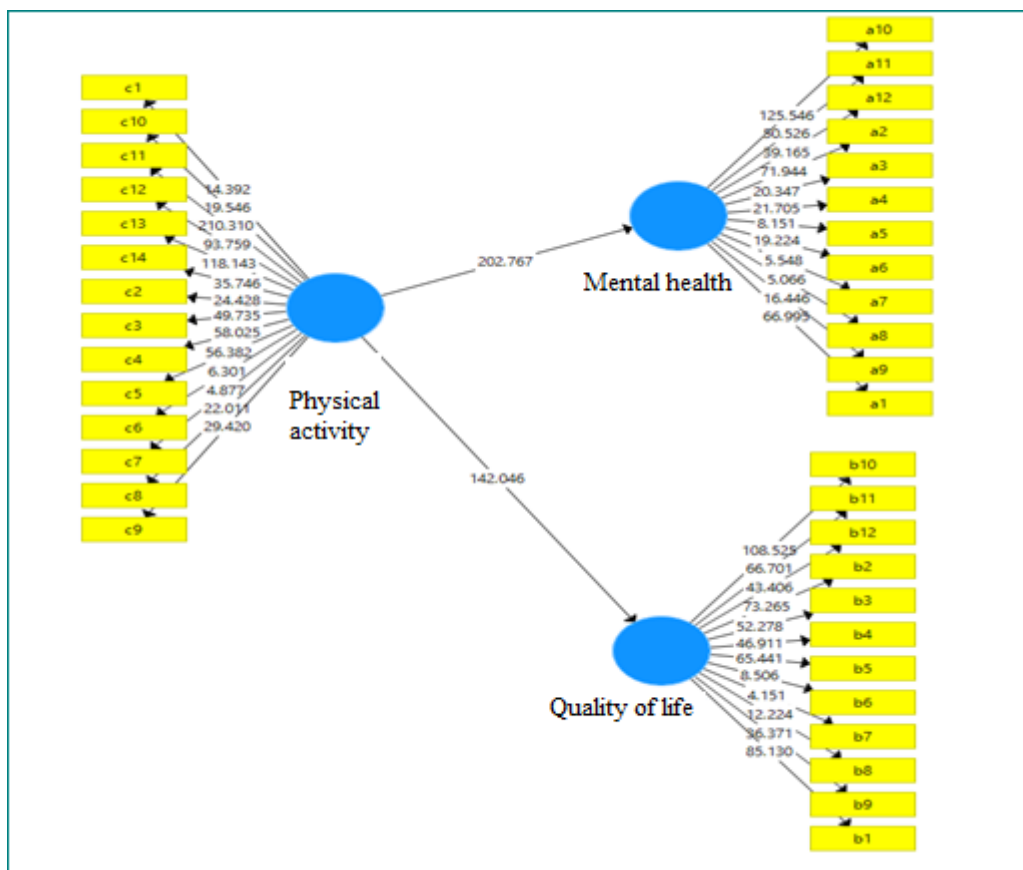 c1
c10
c11
c12
c13
c14
c2
c3
c4
c5
c6
c7
c8
c9
14.392
19.546
210.310
93.759
118.143
35.746
24.428
49.735
58.025
56.382
6.301
4.877
22.011
29.420
Physical
activity
202.767
142.046
Mental health
125.546
50.526
39.165
71.944
20.347
21.705
8.151
19.224
5.548
5.066
16.446
66.995
a10
a11
a12
a2
a3
a4
a5
a6
a7
a8
a9
a1
Quality of life
108.525
66.701
43.406
73.265
52.278
46.911
65.441
8.506
4.151
12.224
36.371
85.130
b10
b11
b12
b2
b3
b4
b5
b6
b7
b8
b9
b1